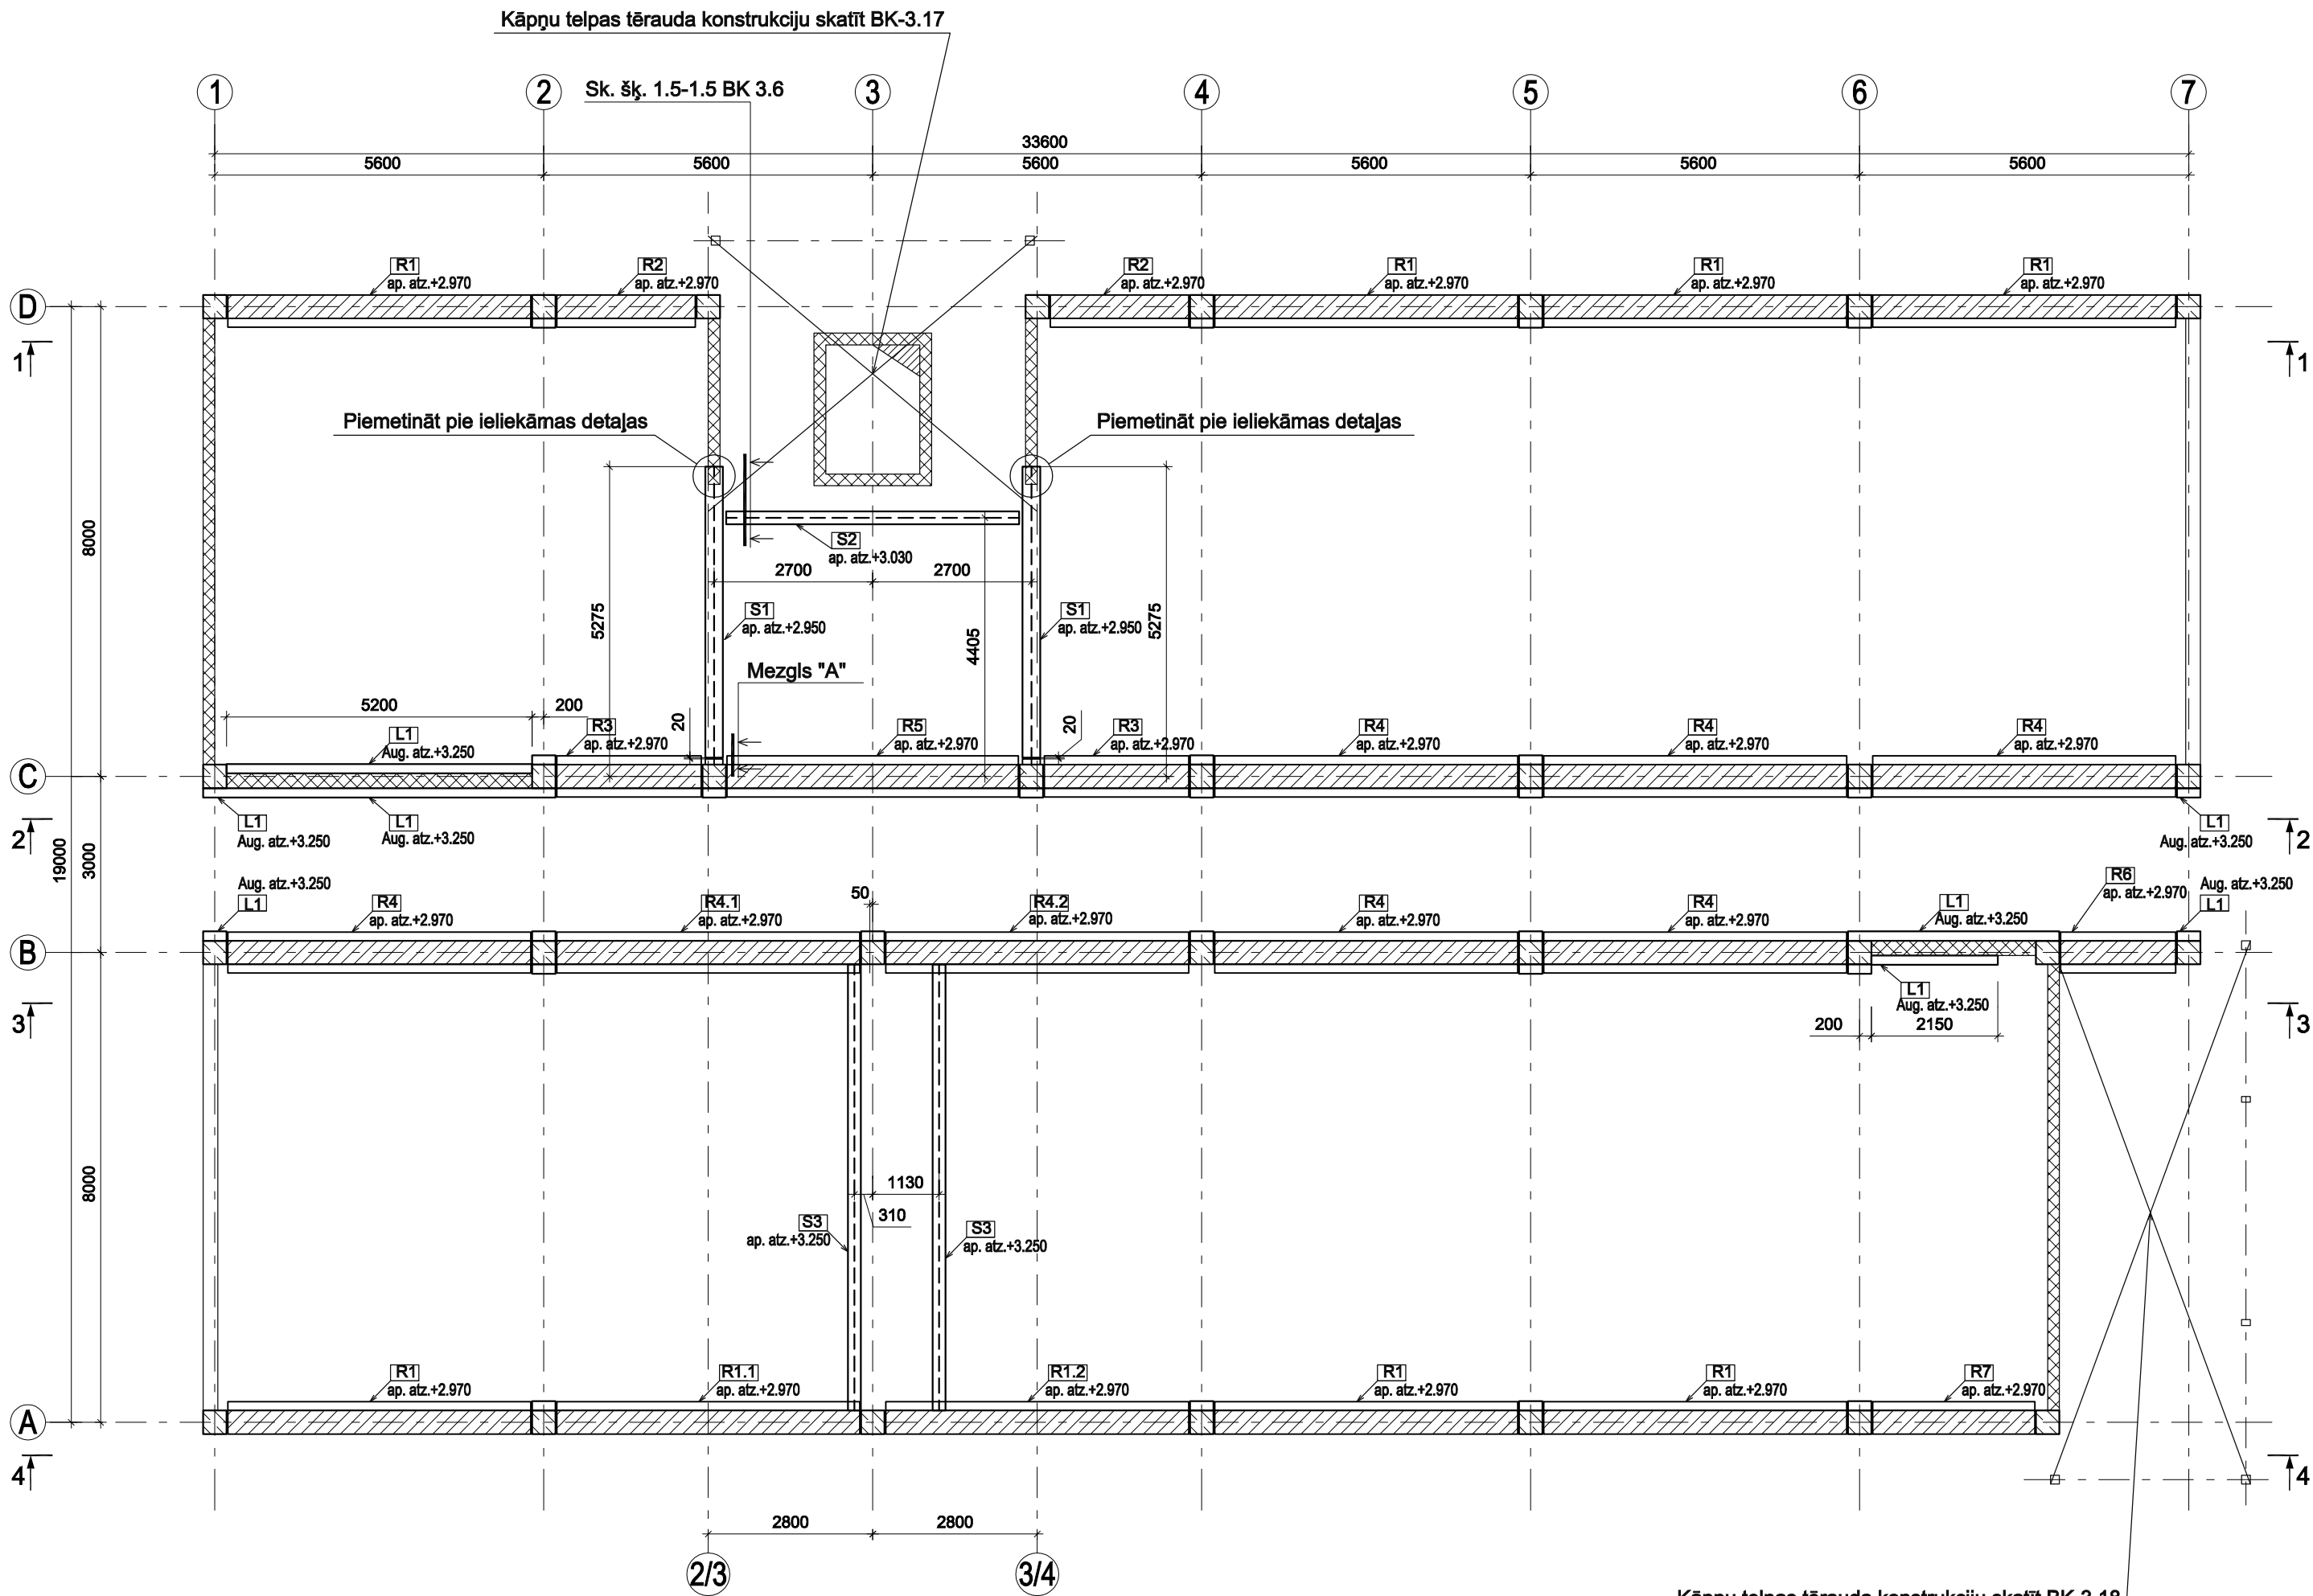 Kāpņu telpas tērauda konstrukciju skatīt BK-3.17
Sk. šķ. 1.5-1.5 BK 3.6
1 2 3 4 5 6 7
33600
5600 5600 5600 5600 5600 5600
R1 R2 R2 R1 R1 R1
ap. atz.+2.970 ap. atz.+2.970 ap. atz.+2.970 ap. atz.+2.970 ap. atz.+2.970 ap. atz.+2.970
D
1 1
Piemetināt pie ieliekāmas detaļas Piemetināt pie ieliekāmas detaļas
8000
S2
ap. atz.+3.030
2700 2700
5275 S1 S1 5275
ap. atz.+2.950 ap. atz.+2.950
4405
Mezgls "A"
5200 200 20 20
L1 R3 R5 R3 R4 R4 R4
Aug. atz.+3.250 ap. atz.+2.970 ap. atz.+2.970 ap. atz.+2.970 ap. atz.+2.970 ap. atz.+2.970 ap. atz.+2.970
C
L1 L1 L1
2 Aug. atz.+3.250 Aug. atz.+3.250 Aug. atz.+3.250 2
19000 3000
Aug. atz.+3.250 50 R6 Aug. atz.+3.250
ap. atz.+2.970
L1 R4 R4.1 R4.2 R4 R4 L1 L1
ap. atz.+2.970 ap. atz.+2.970 ap. atz.+2.970 ap. atz.+2.970 ap. atz.+2.970 Aug. atz.+3.250
B
L1
Aug. atz.+3.250
3 200 2150 3
8000
1130
310
S3 S3
ap. atz.+3.250 ap. atz.+3.250
R1 R1.1 R1.2 R1 R1 R7
ap. atz.+2.970 ap. atz.+2.970 ap. atz.+2.970 ap. atz.+2.970 ap. atz.+2.970 ap. atz.+2.970
A
4 4
2800 2800
2/3 3/4
Kāpņu telpas tērauda konstrukciju skatīt BK-3.18